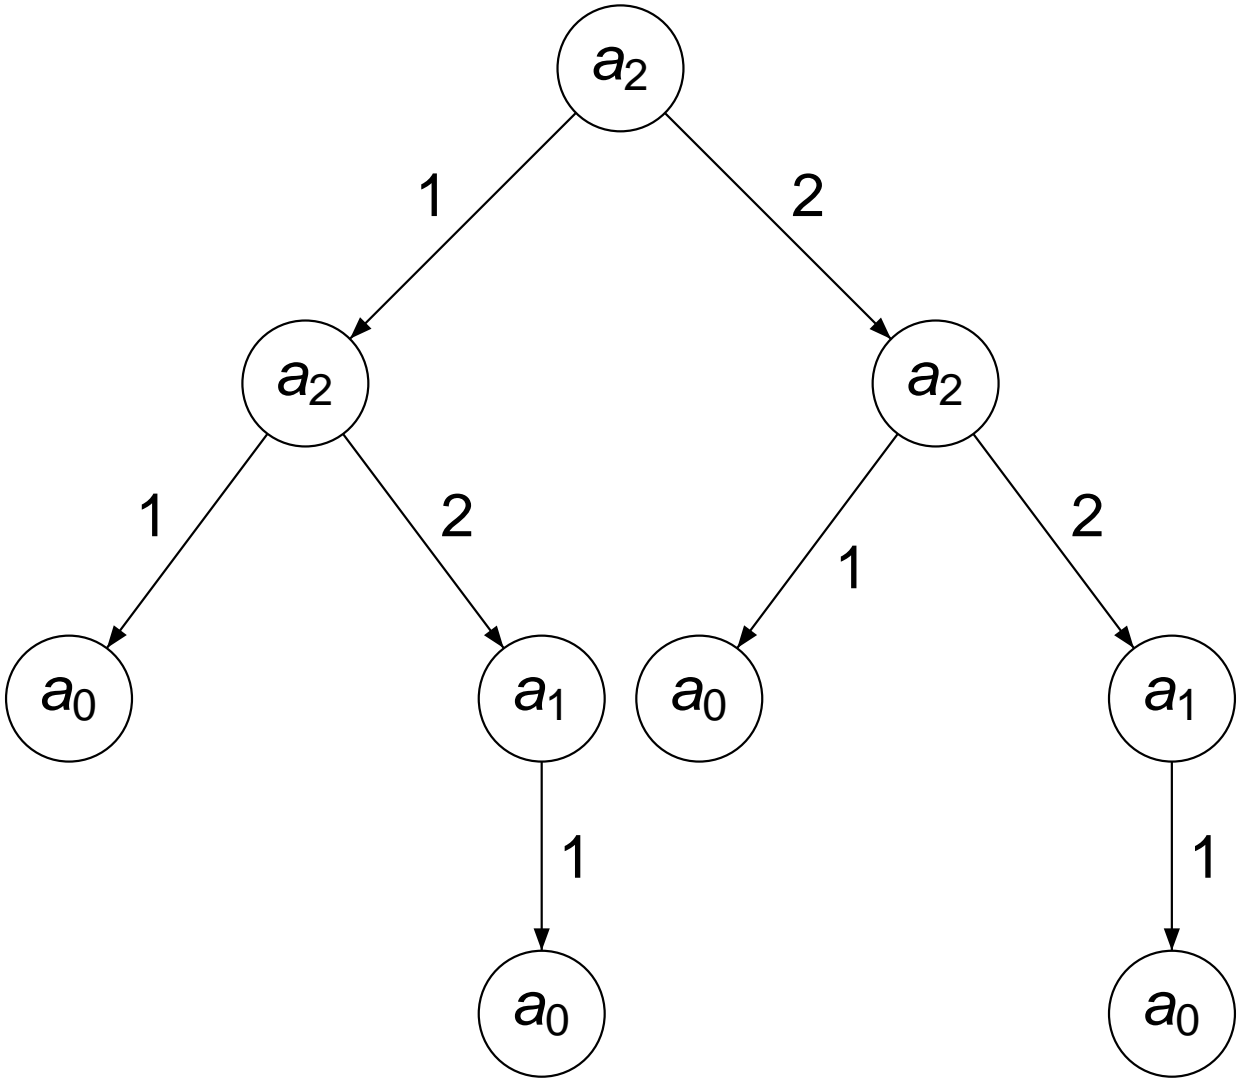 a₂
1 2
a₂ a₂
1 2 1 2
a₀ a₁ a₀ a₁
1 1
a₀ a₀